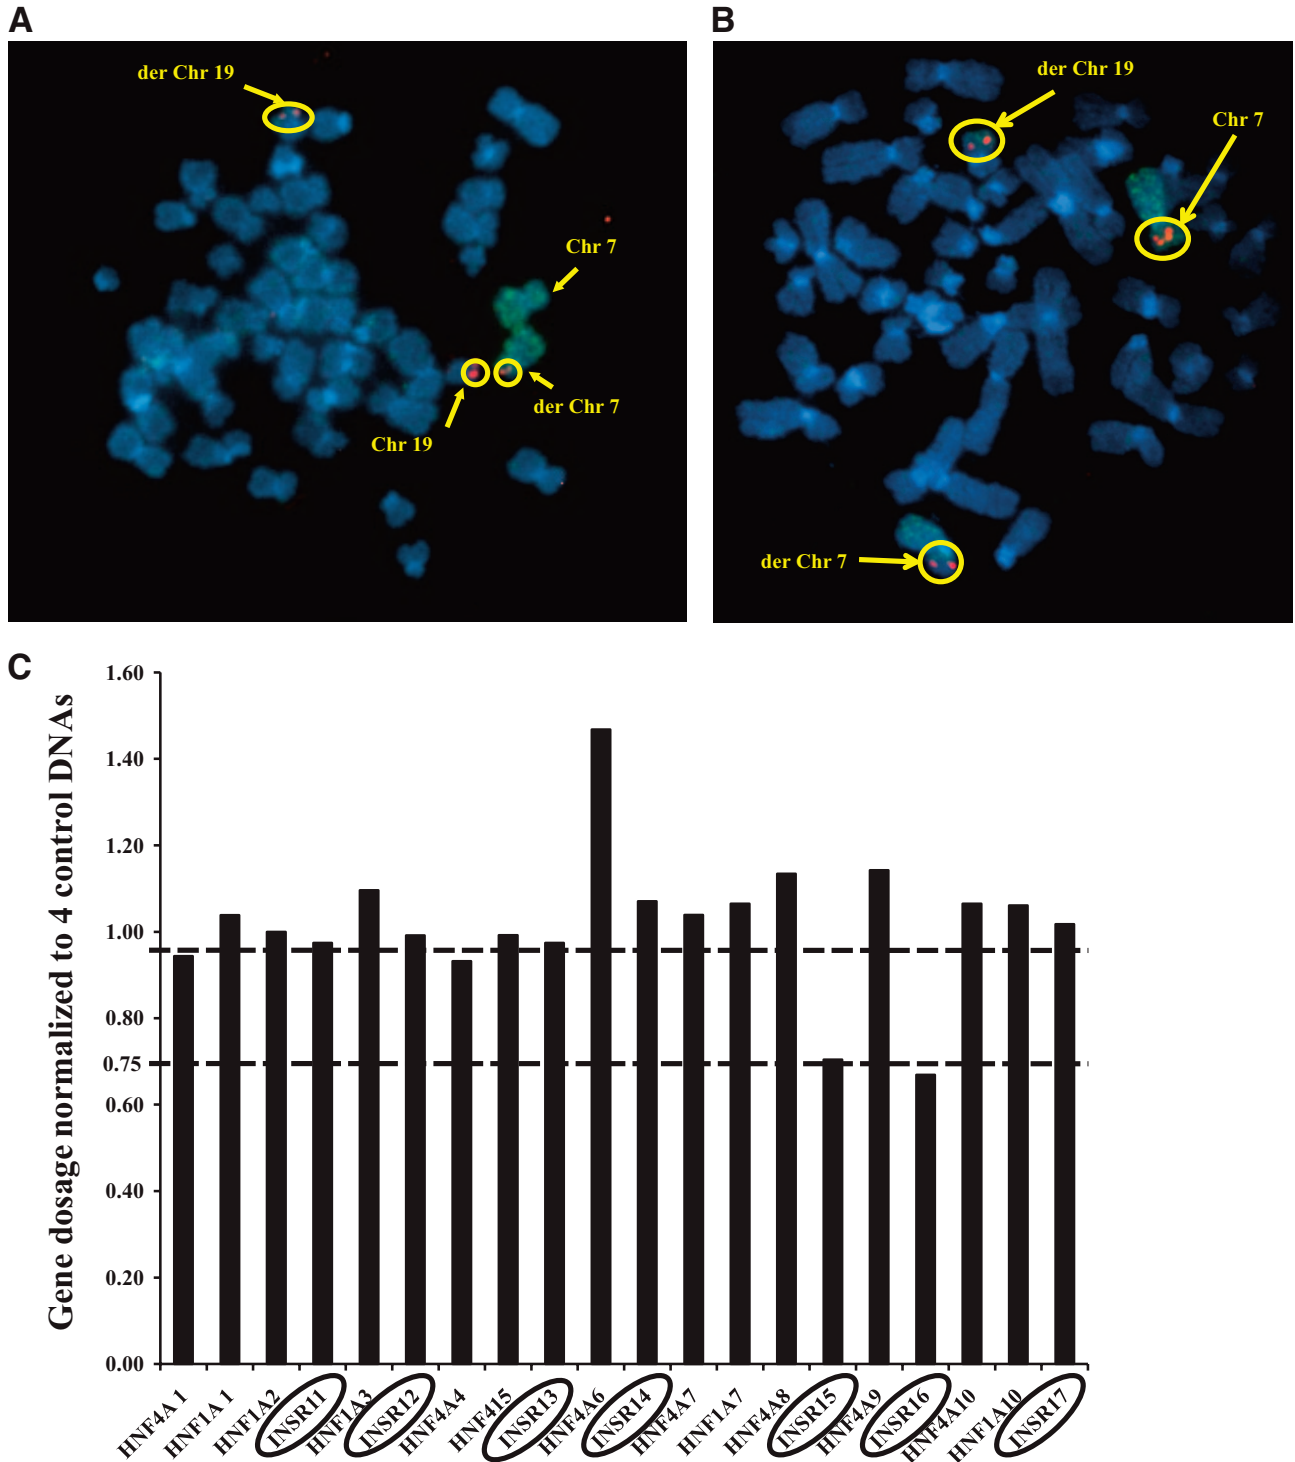 A
der Chr 19
Chr 7
der Chr 7
Chr 19
B
der Chr 19
Chr 7
der Chr 7
C
Gene dosage normalized to 4 control DNAs
1.60
1.40
1.20
1.00
0.80
0.75
0.60
0.40
0.20
0.00
HNF4A1
HNF1A1
HNF1A2
INSR11
HNF1A3
INSR12
HNF4A4
HNF415
INSR13
HNF4A6
INSR14
HNF4A7
HNF1A7
HNF4A8
INSR15
HNF4A9
INSR16
HNF4A10
HNF1A10
INSR17